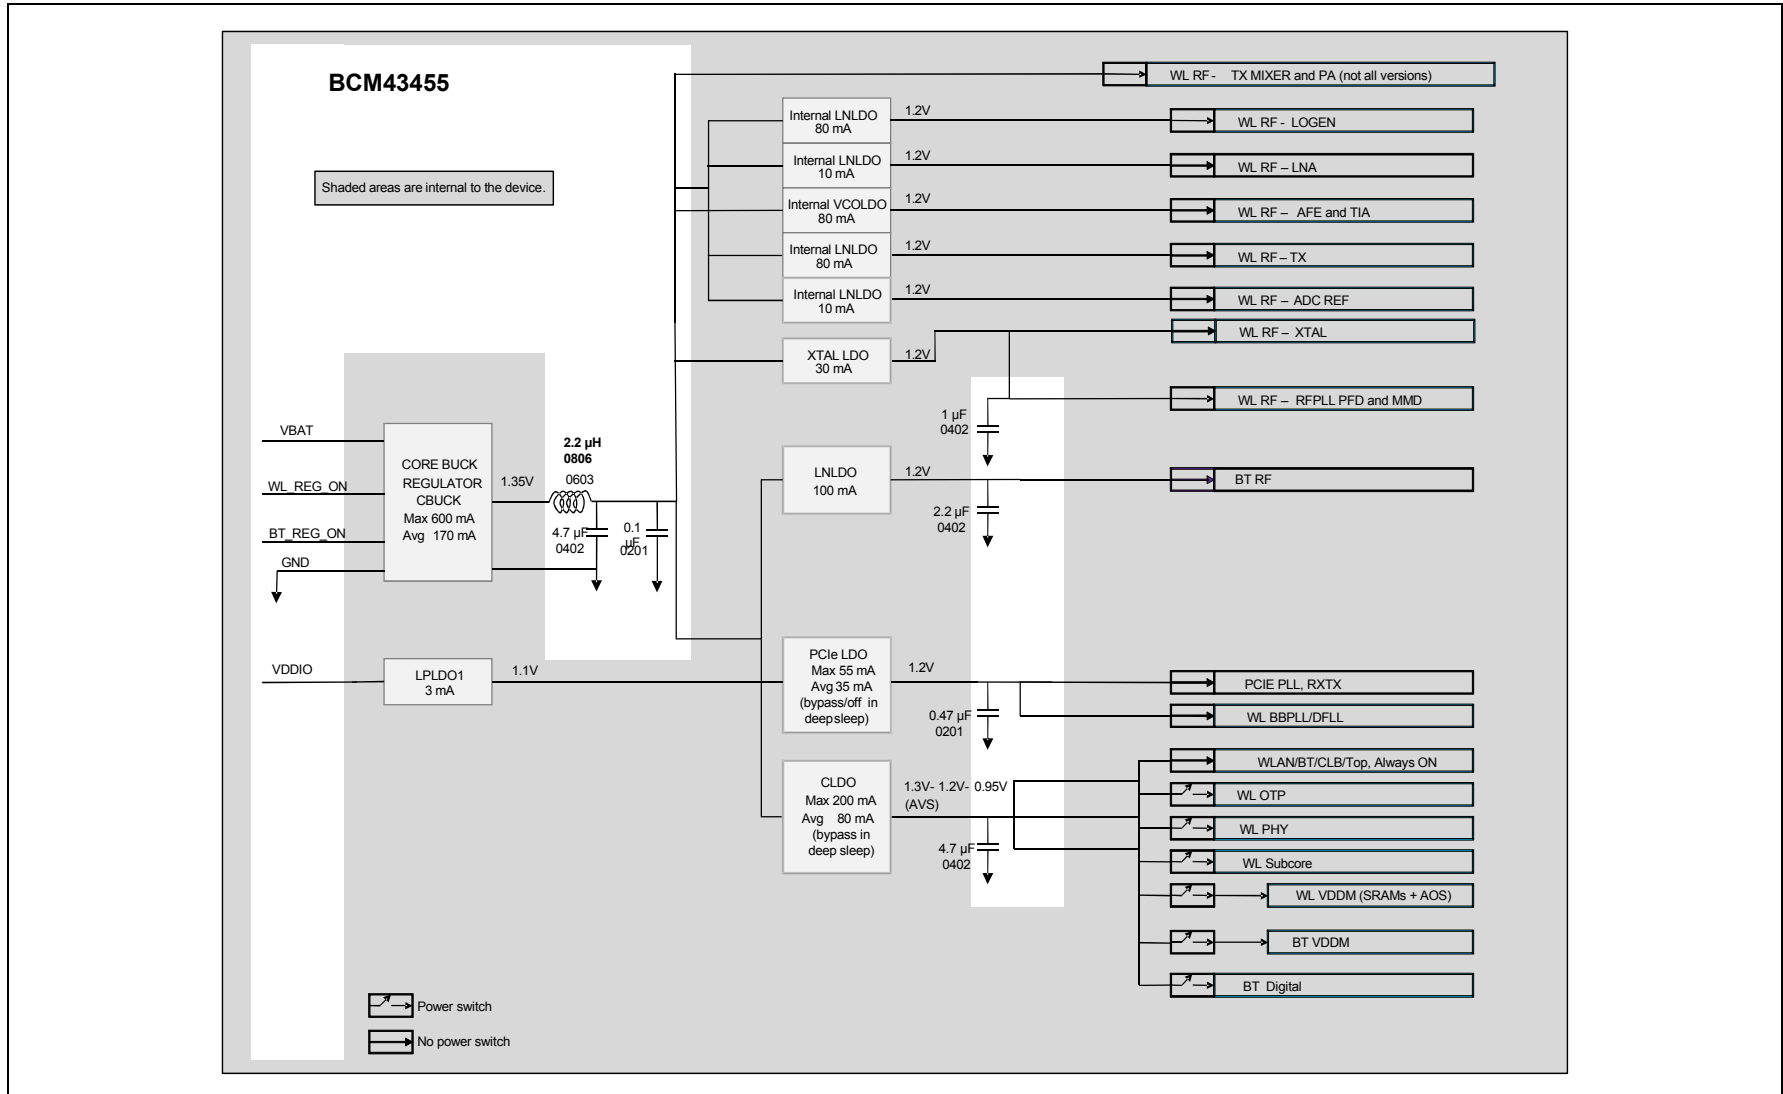 BCM43455
Shaded areas are internal to the device.
WL RF - TX MIXER and PA (not all versions)
Internal LNLDO
80 mA
1.2V
WL RF - LOGEN
Internal LNLDO
10 mA
1.2V
WL RF – LNA
Internal VCOLDO
80 mA
1.2V
WL RF – AFE and TIA
Internal LNLDO
80 mA
1.2V
WL RF – TX
Internal LNLDO
10 mA
1.2V
WL RF – ADC REF
XTAL LDO
30 mA
1.2V
WL RF – XTAL
WL RF – RFPLL PFD and MMD
1 µF
0402
VBAT
WL_REG_ON
BT_REG_ON
GND
CORE BUCK
REGULATOR
CBUCK
Max 600 mA
Avg 170 mA
1.35V
2.2 µH
0806
0603
4.7 µF
0402
0.1
µF
0201
LNLDO
100 mA
1.2V
2.2 µF
0402
BT RF
VDDIO
LPLDO1
3 mA
1.1V
PCIe LDO
Max 55 mA
Avg 35 mA
(bypass/off in
deep sleep)
1.2V
0.47 µF
0201
PCIE PLL, RXTX
WL BBPLL/DFLL
CLDO
Max 200 mA
Avg 80 mA
(bypass in
deep sleep)
1.3V- 1.2V- 0.95V
(AVS)
4.7 µF
0402
WLAN/BT/CLB/Top, Always ON
WL OTP
WL PHY
WL Subcore
WL VDDM (SRAMs + AOS)
BT VDDM
BT Digital
Power switch
No power switch